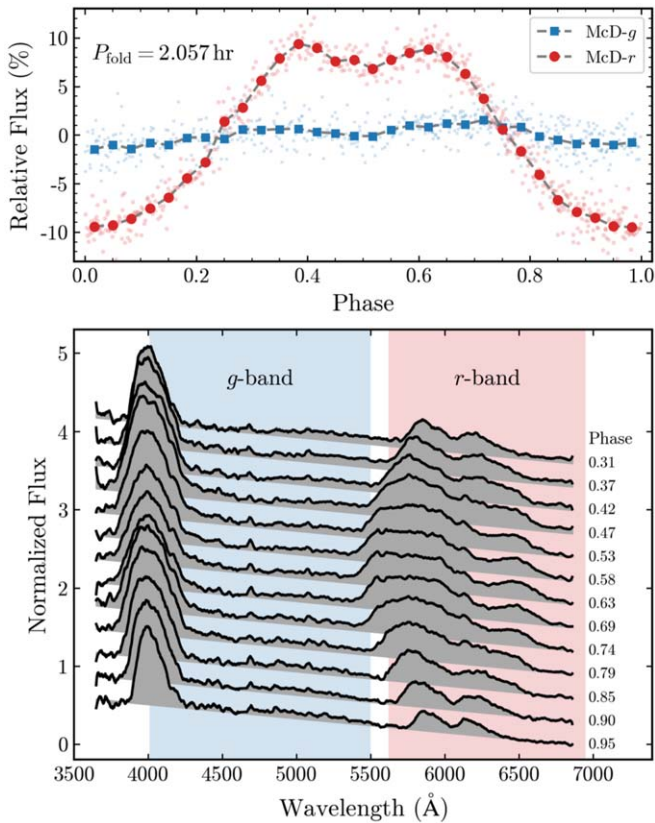 P_fold = 2.057 hr
McD-g
McD-r
Relative Flux (%)
10
5
0
-5
-10
0.0 0.2 0.4 0.6 0.8 1.0
Phase
g-band
r-band
Normalized Flux
5
4
3
2
1
0
Phase
0.31
0.37
0.42
0.47
0.53
0.58
0.63
0.69
0.74
0.79
0.85
0.90
0.95
3500 4000 4500 5000 5500 6000 6500 7000
Wavelength (Å)